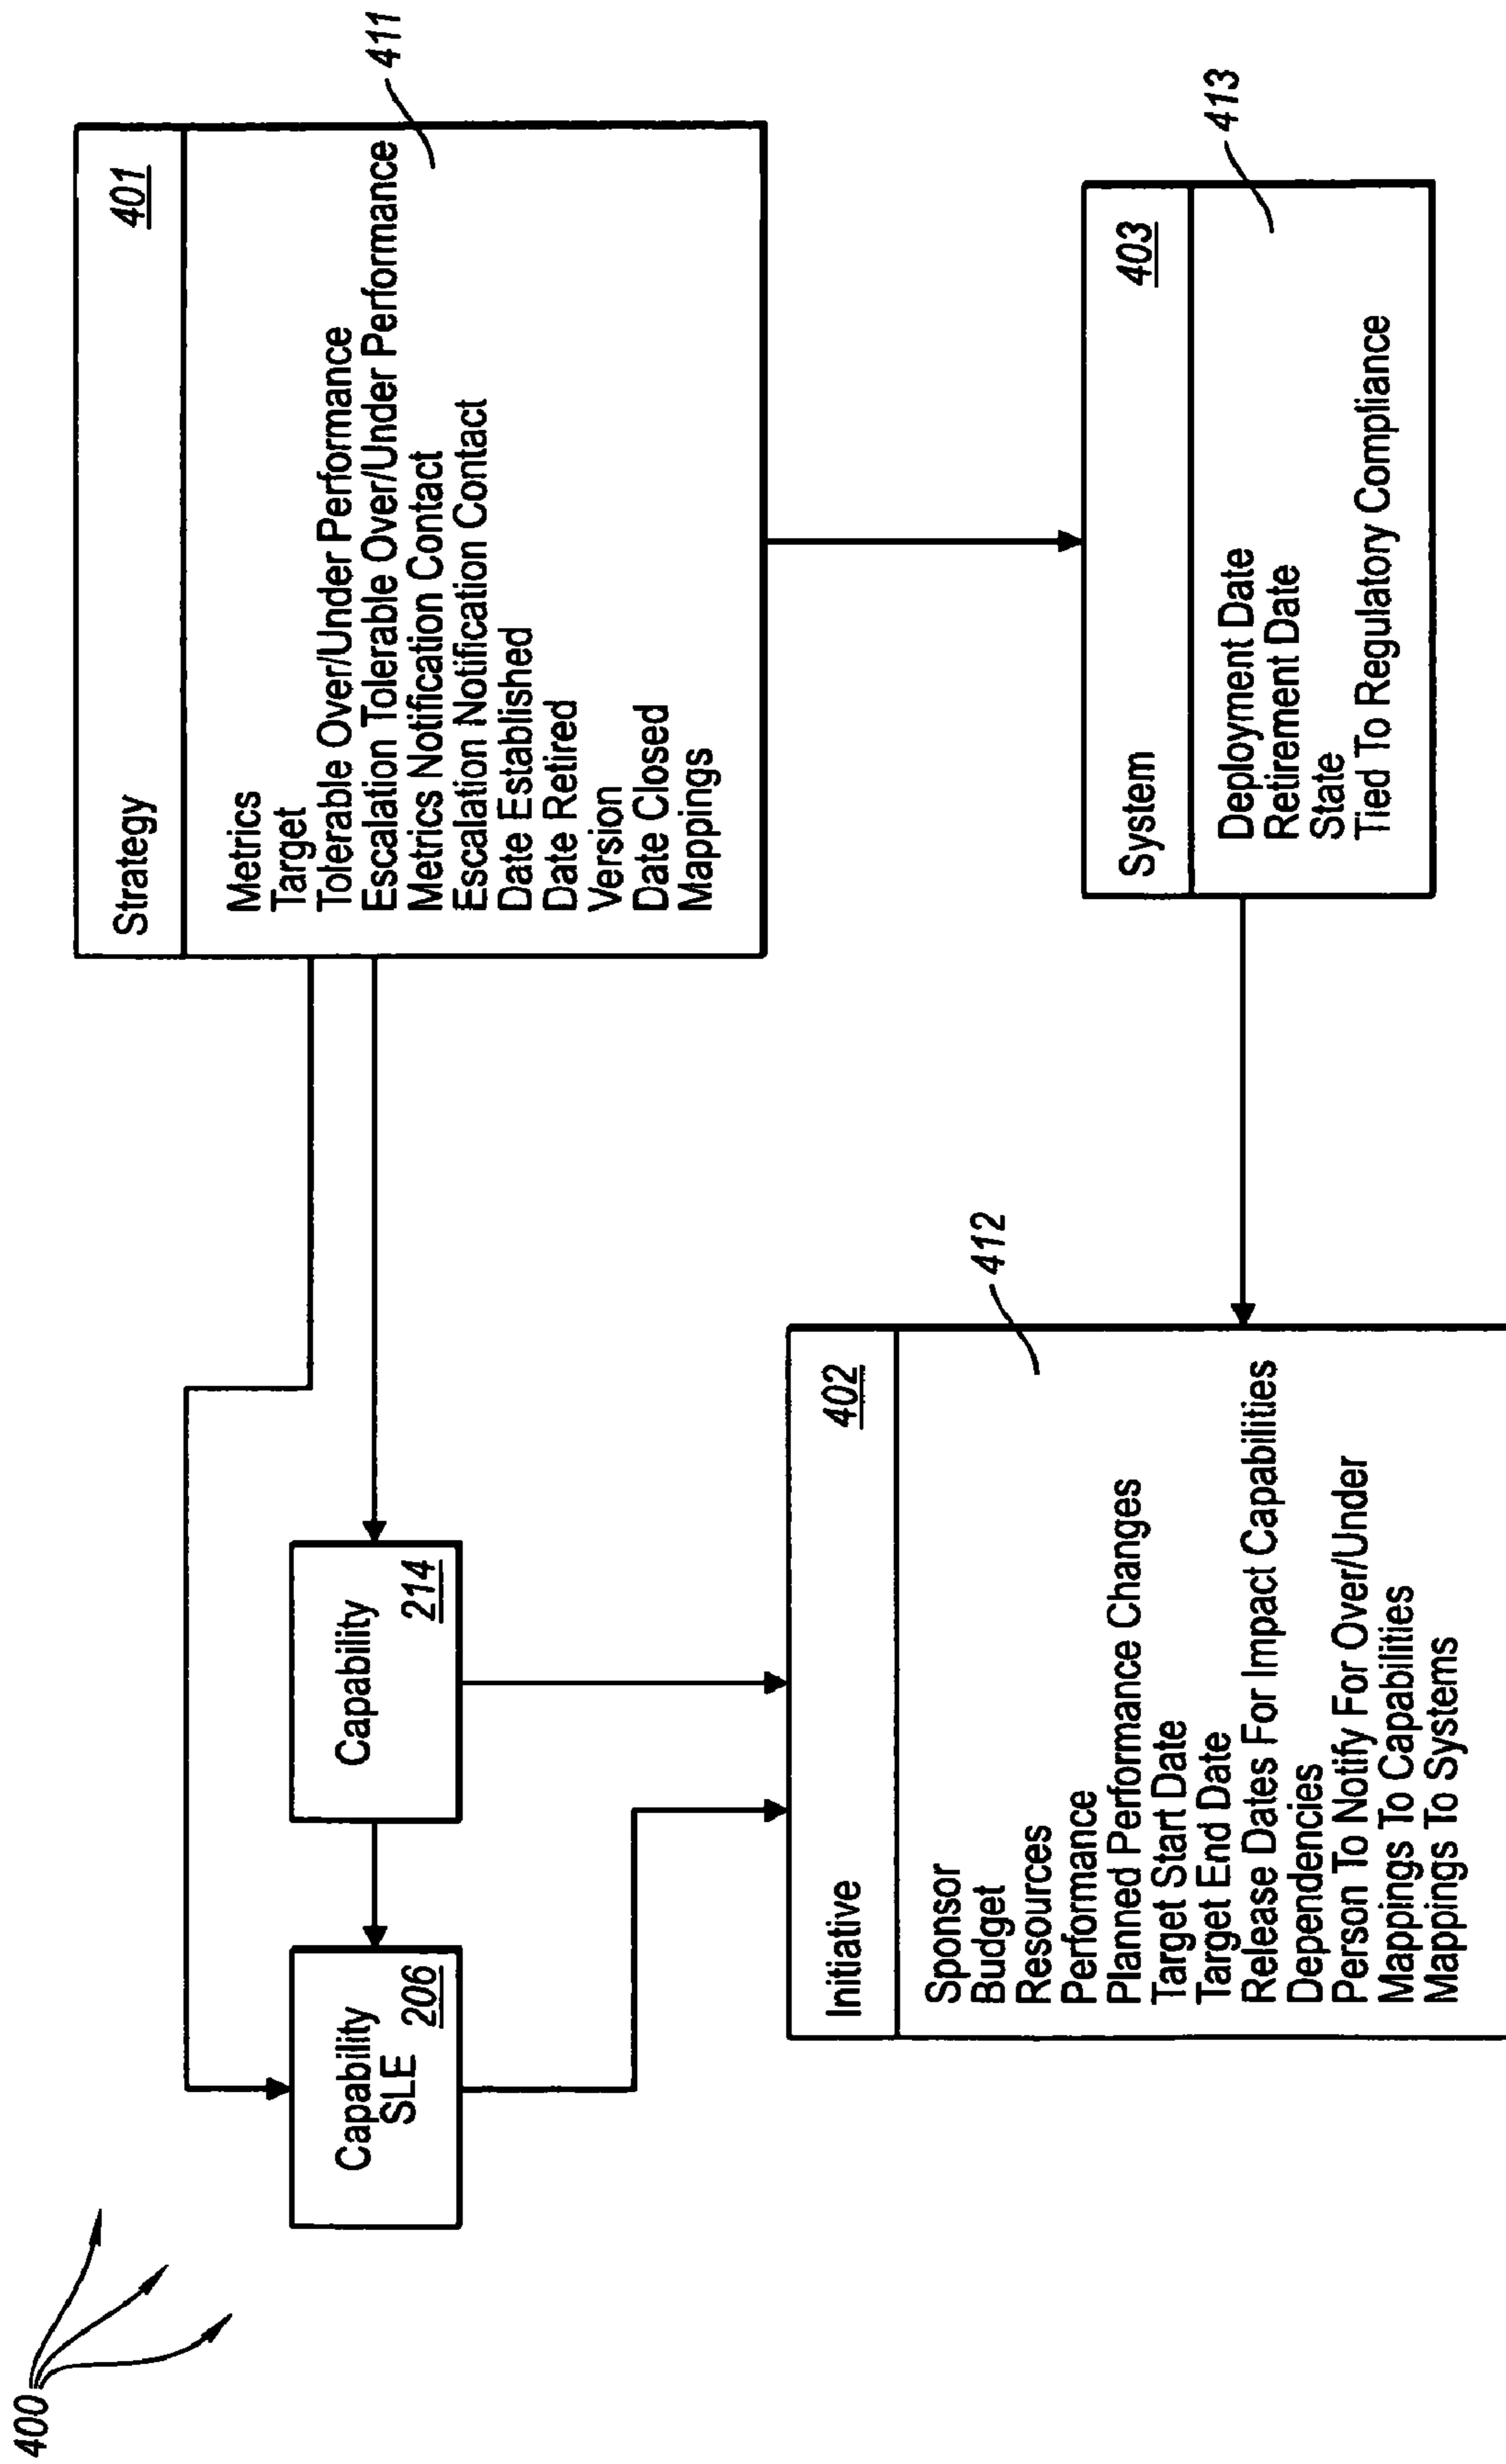 400
Capability
SLE
206
Capability
214
Strategy
401
Metrics
Target
Tolerable Over/Under Performance
Escalation Tolerable Over/Under Performance
Metrics Notification Contact
Escalation Notification Contact
Date Established
Date Retired
Version
Date Closed
Mappings
411
Initiative
402
Sponsor
Budget
Resources
Performance
Planned Performance Changes
Target Start Date
Target End Date
Release Dates For Impact Capabilities
Dependencies
Person To Notify For Over/Under
Mappings To Capabilities
Mappings To Systems
412
System
403
Deployment Date
Retirement Date
State
Tied To Regulatory Compliance
413